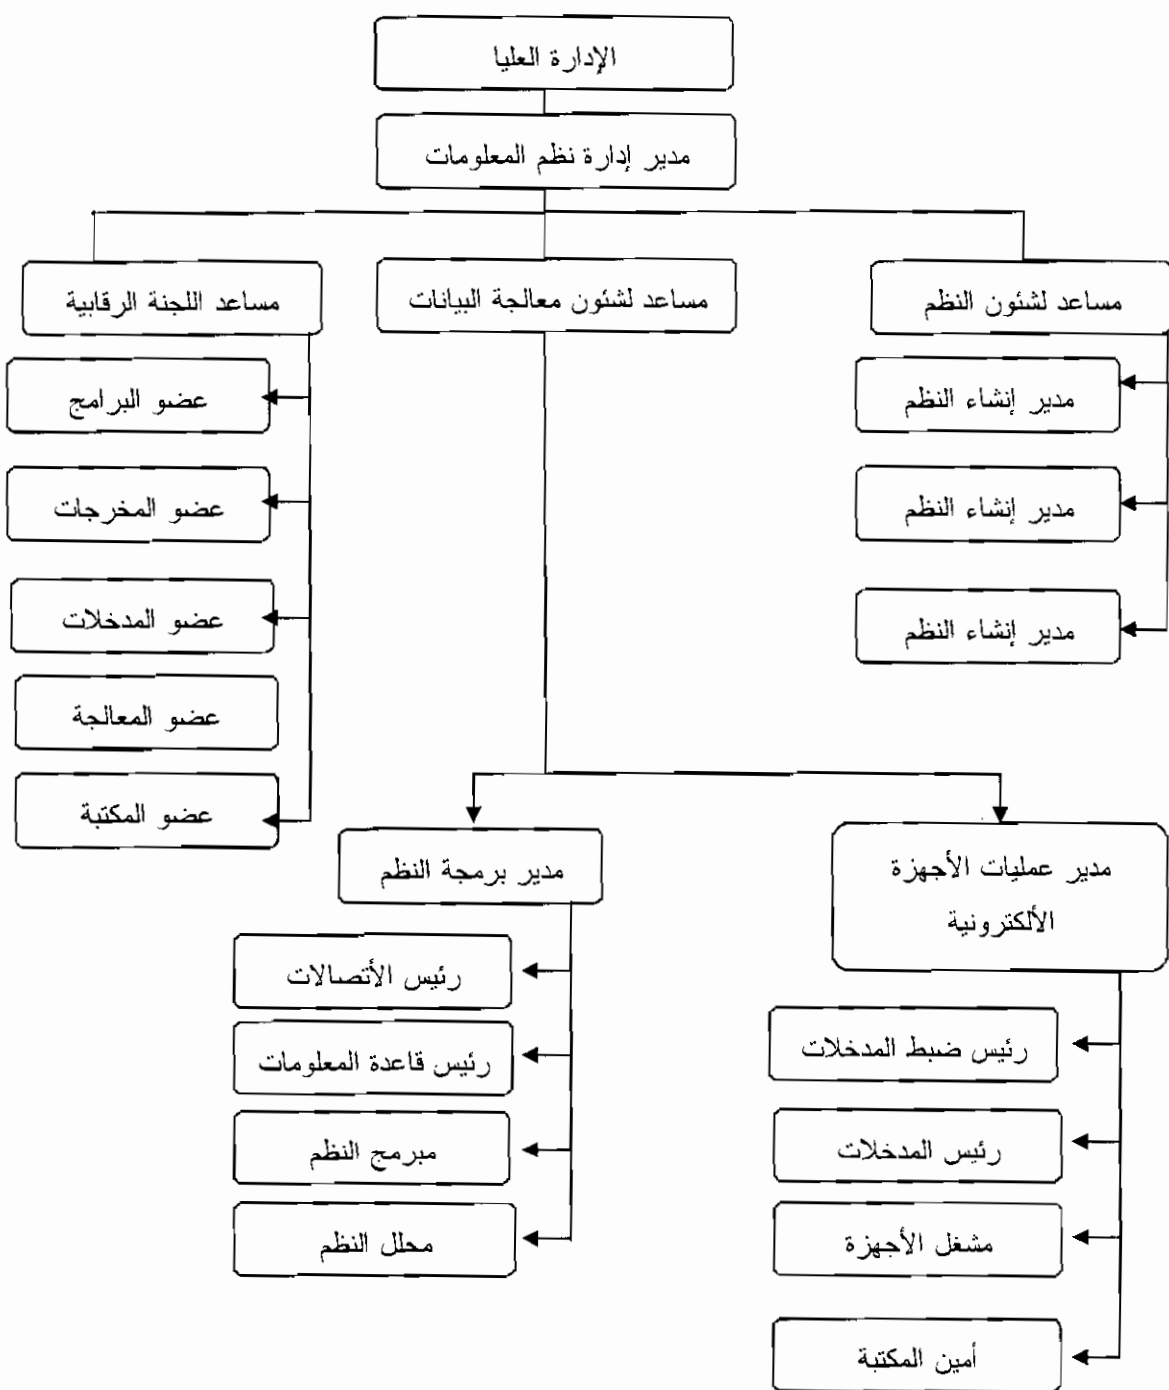 الإدارة العليا
مدير إدارة نظم المعلومات
مساعد لشئون النظم
مدير إنشاء النظم
مدير إنشاء النظم
مدير إنشاء النظم
مساعد لشئون معالجة البيانات
مساعد اللجنة الرقابية
عضو البرامج
عضو المخرجات
عضو المدخلات
عضو المعالجة
عضو المكتبة
مدير عمليات الأجهزة
الألكترونية
رئيس ضبط المدخلات
رئيس المدخلات
مشغل الأجهزة
أمين المكتبة
مدير برمجة النظم
رئيس الأتصالات
رئيس قاعدة المعلومات
مبرمج النظم
محلل النظم